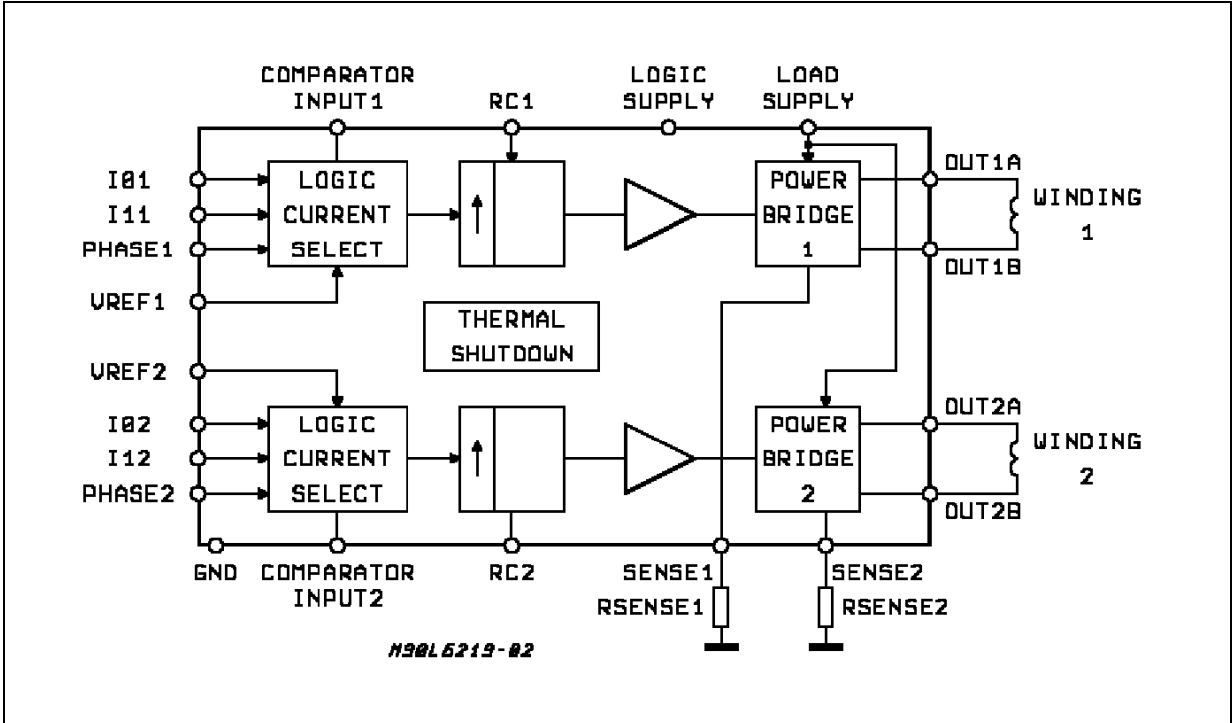 COMPARATOR
INPUT1
RC1
LOGIC
SUPPLY
LOAD
SUPPLY
I01
I11
PHASE1
VREF1
LOGIC
CURRENT
SELECT
POWER
BRIDGE
1
OUT1A
OUT1B
WINDING
1
THERMAL
SHUTDOWN
VREF2
I02
I12
PHASE2
LOGIC
CURRENT
SELECT
POWER
BRIDGE
2
OUT2A
OUT2B
WINDING
2
GND
COMPARATOR
INPUT2
RC2
SENSE1
RSENSE1
SENSE2
RSENSE2
M90L6219-02